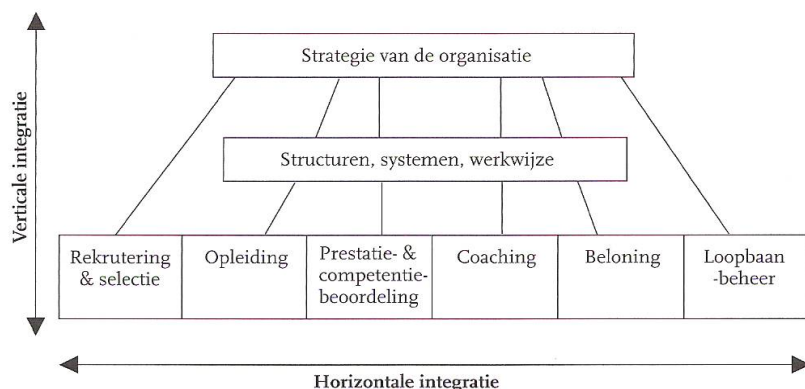 Strategie van de organisatie
Verticale integratie
Structuren, systemen, werkwijze
Rekrutering
& selectie
Opleiding
Prestatie- &
competentie-
beoordeling
Coaching
Beloning
Loopbaan
-beheer
Horizontale integratie